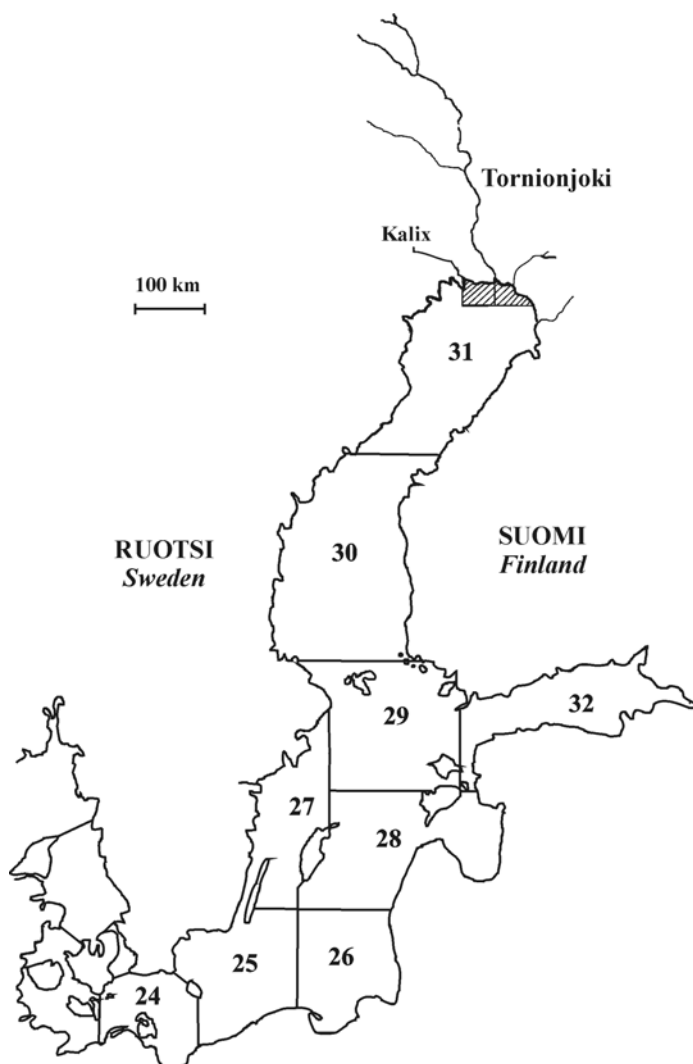 Tornionjoki
Kalix
100 km
31
RUOTSI
Sweden
SUOMI
Finland
30
29
32
27
28
25
26
24